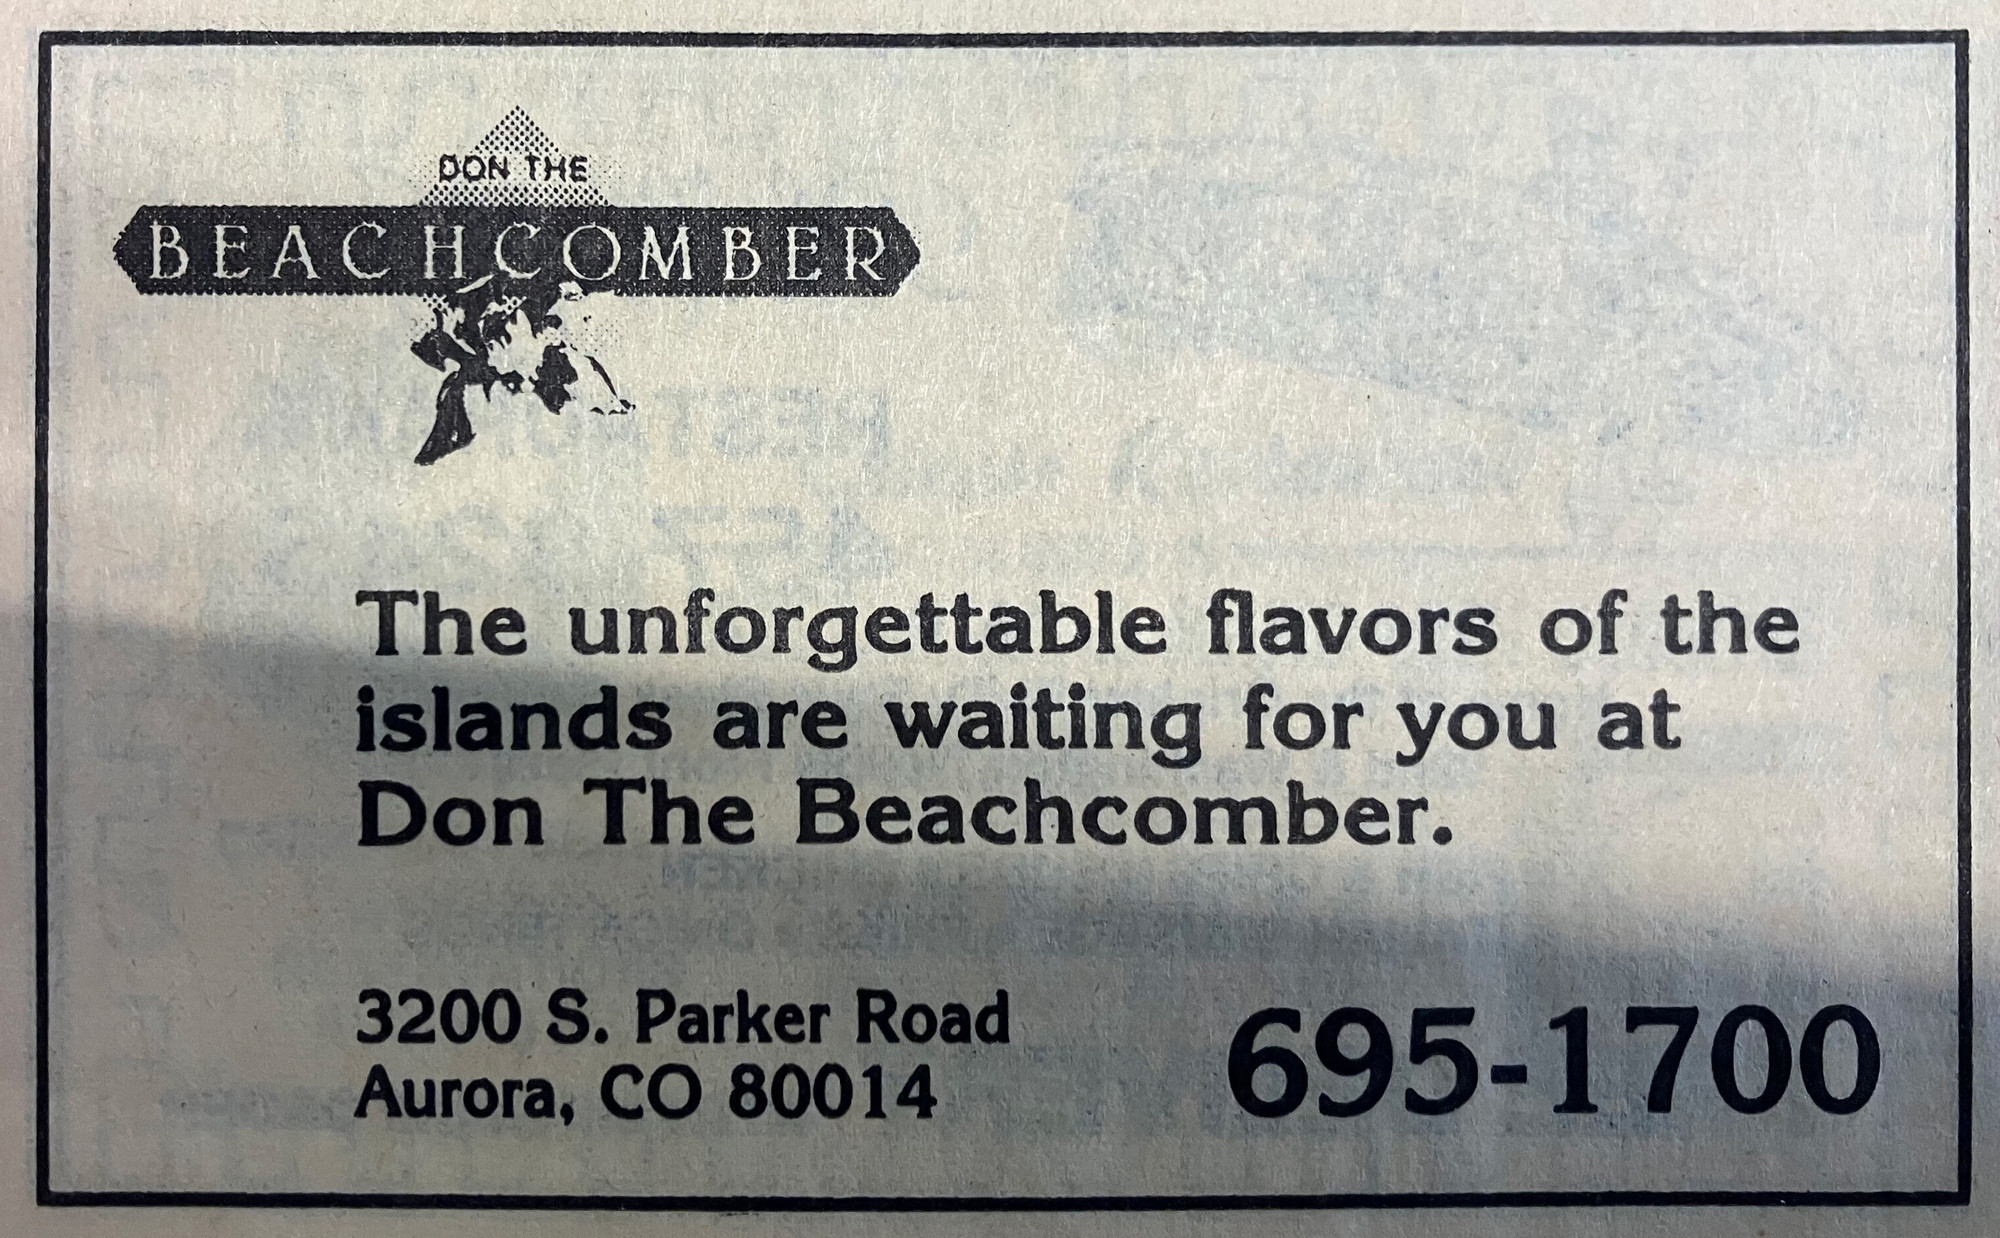 DON THE
BEACHCOMBER
The unforgettable flavors of the
islands are waiting for you at
Don The Beachcomber.
3200 S. Parker Road
Aurora, CO 80014
695-1700